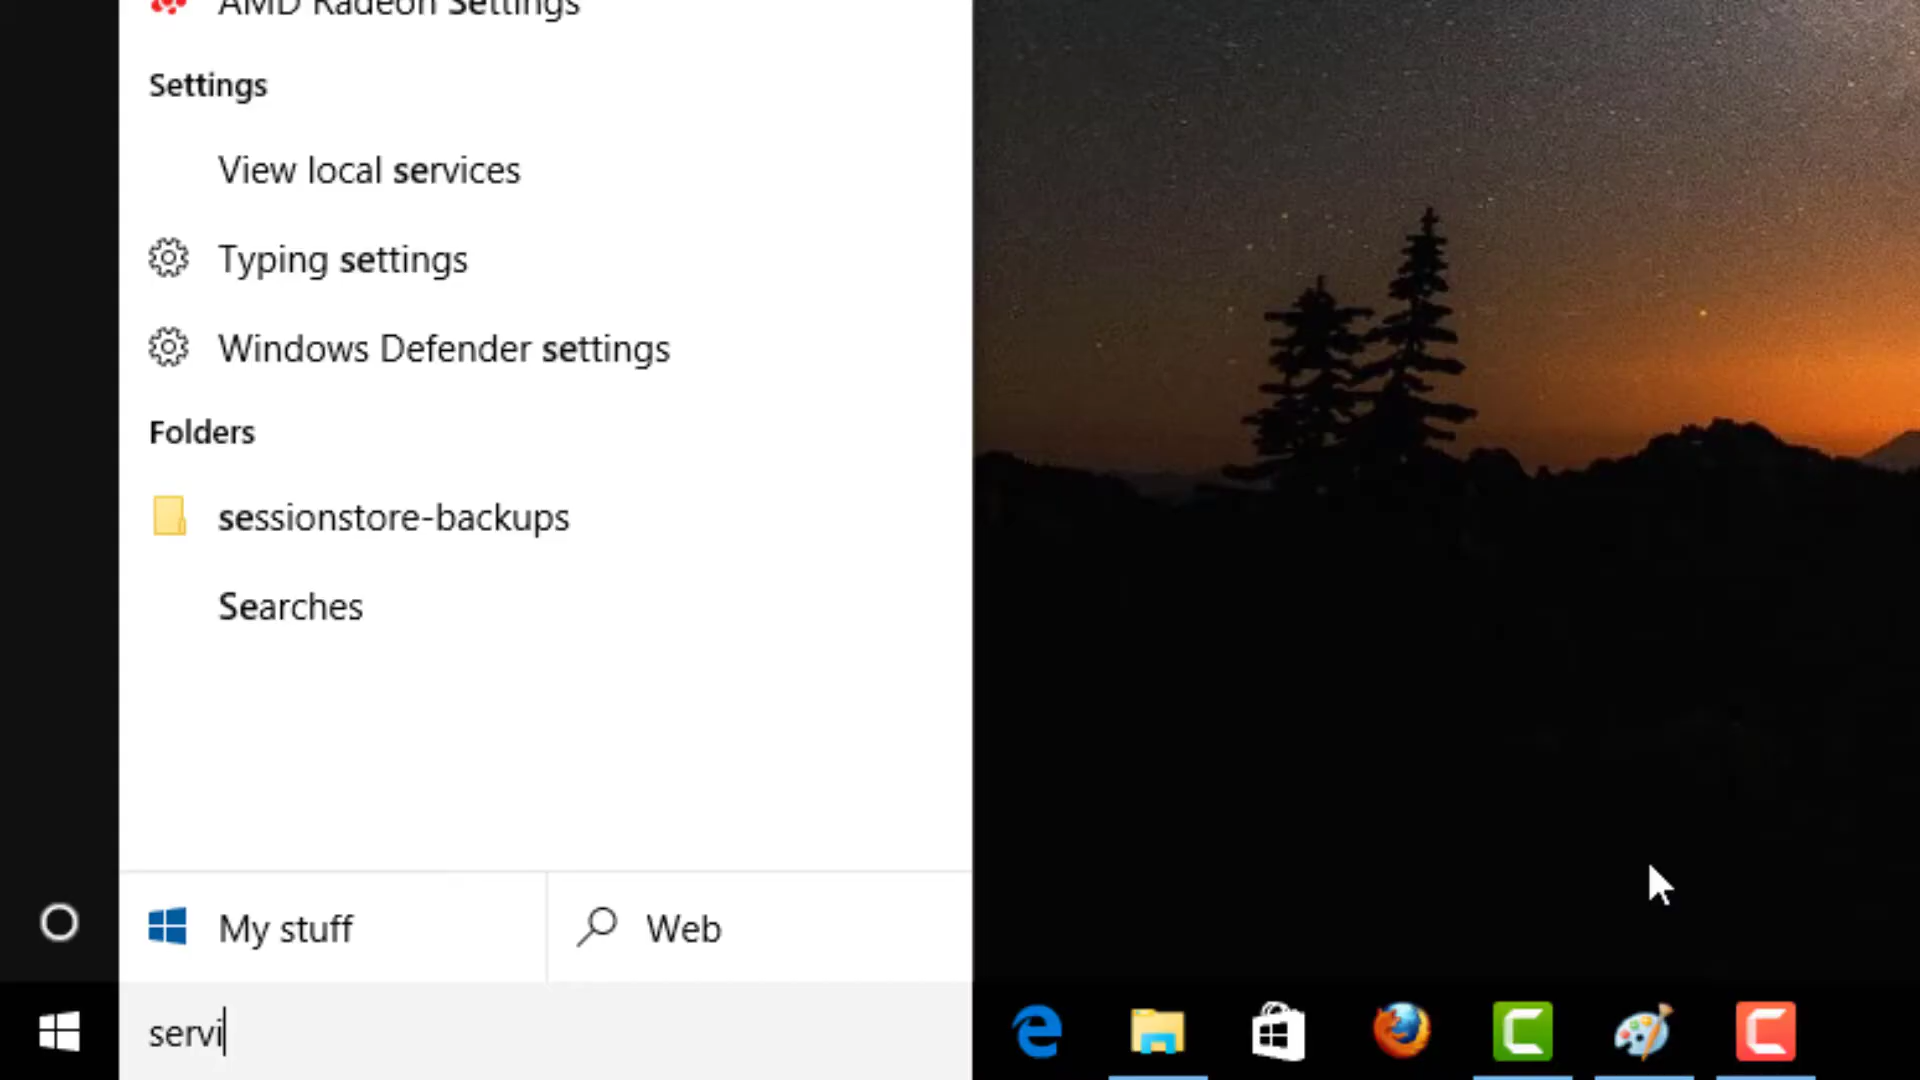 AMD Radeon Settings
Settings
View local services
Typing settings
Windows Defender settings
Folders
sessionstore-backups
Searches
My stuff
Web
servi